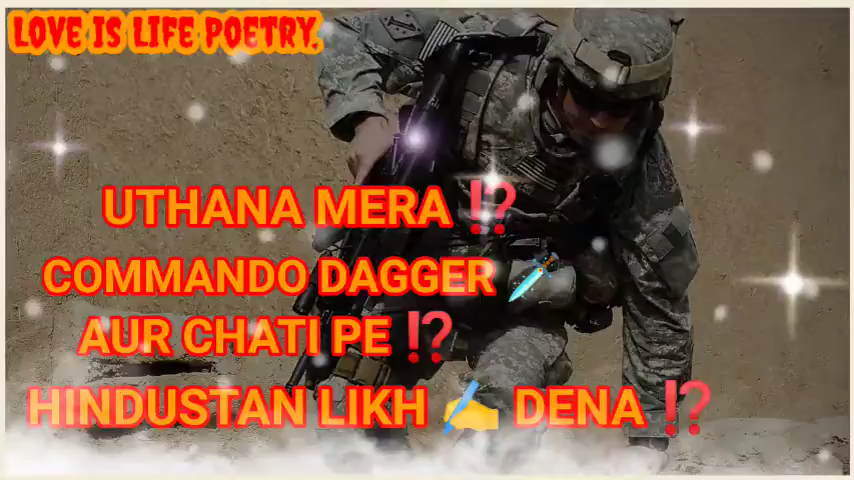 LOVE IS LIFE POETRY.
UTHANA MERA ⁉️
COMMANDO DAGGER 🗡️
AUR CHATI PE ⁉️
HINDUSTAN LIKH ✍️ DENA ⁉️